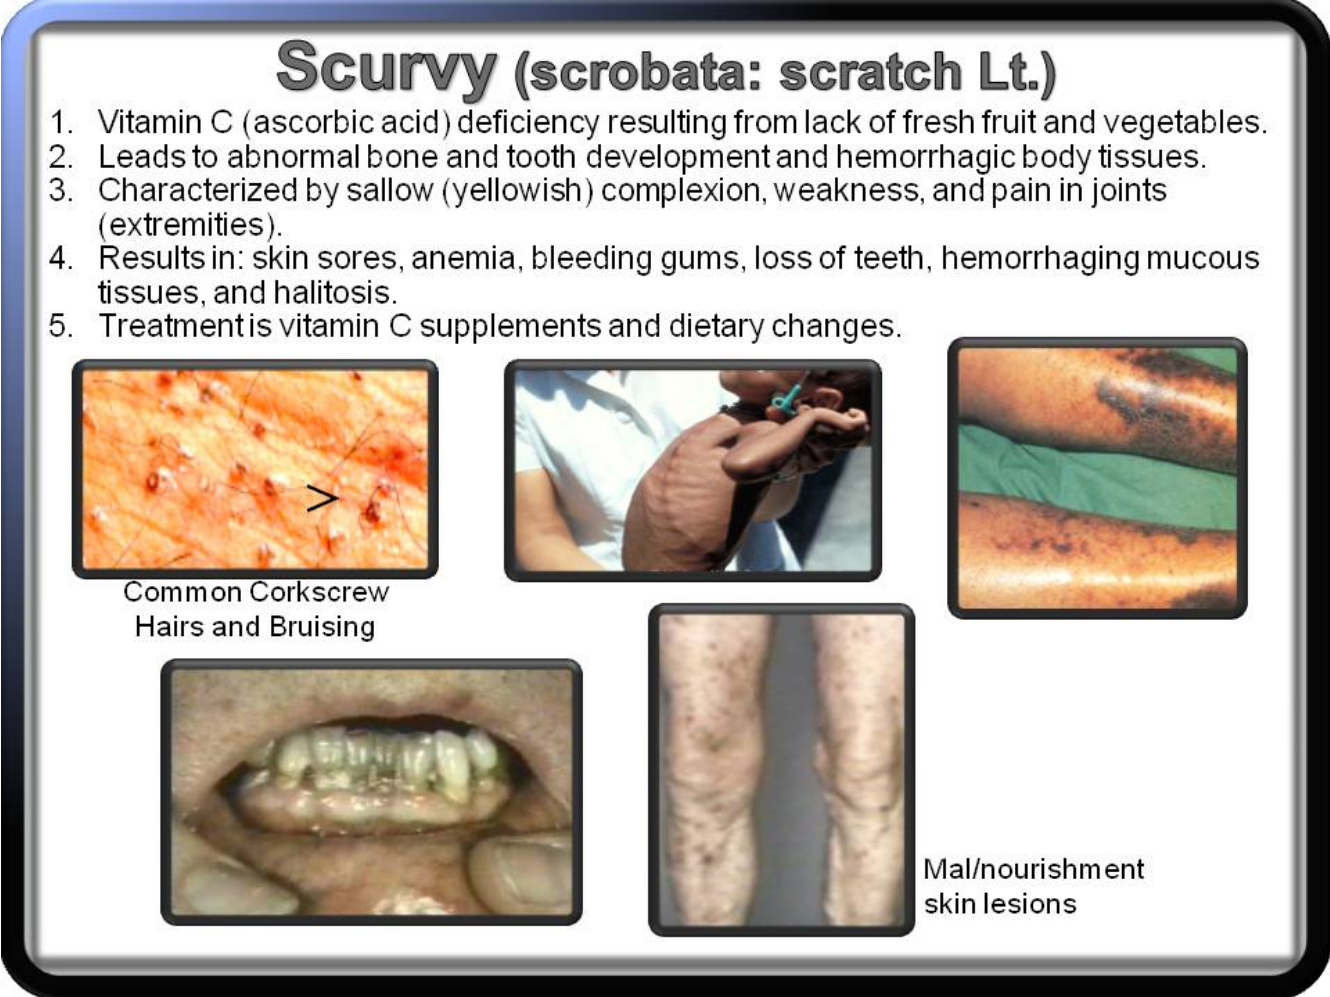 Scurvy (scrobata: scratch Lt.)
1. Vitamin C (ascorbic acid) deficiency resulting from lack of fresh fruit and vegetables.
2. Leads to abnormal bone and tooth development and hemorrhagic body tissues.
3. Characterized by sallow (yellowish) complexion, weakness, and pain in joints
(extremities).
4. Results in: skin sores, anemia, bleeding gums, loss of teeth, hemorrhaging mucous
tissues, and halitosis.
5. Treatment is vitamin C supplements and dietary changes.
>
Common Corkscrew
Hairs and Bruising
Mal/nourishment
skin lesions